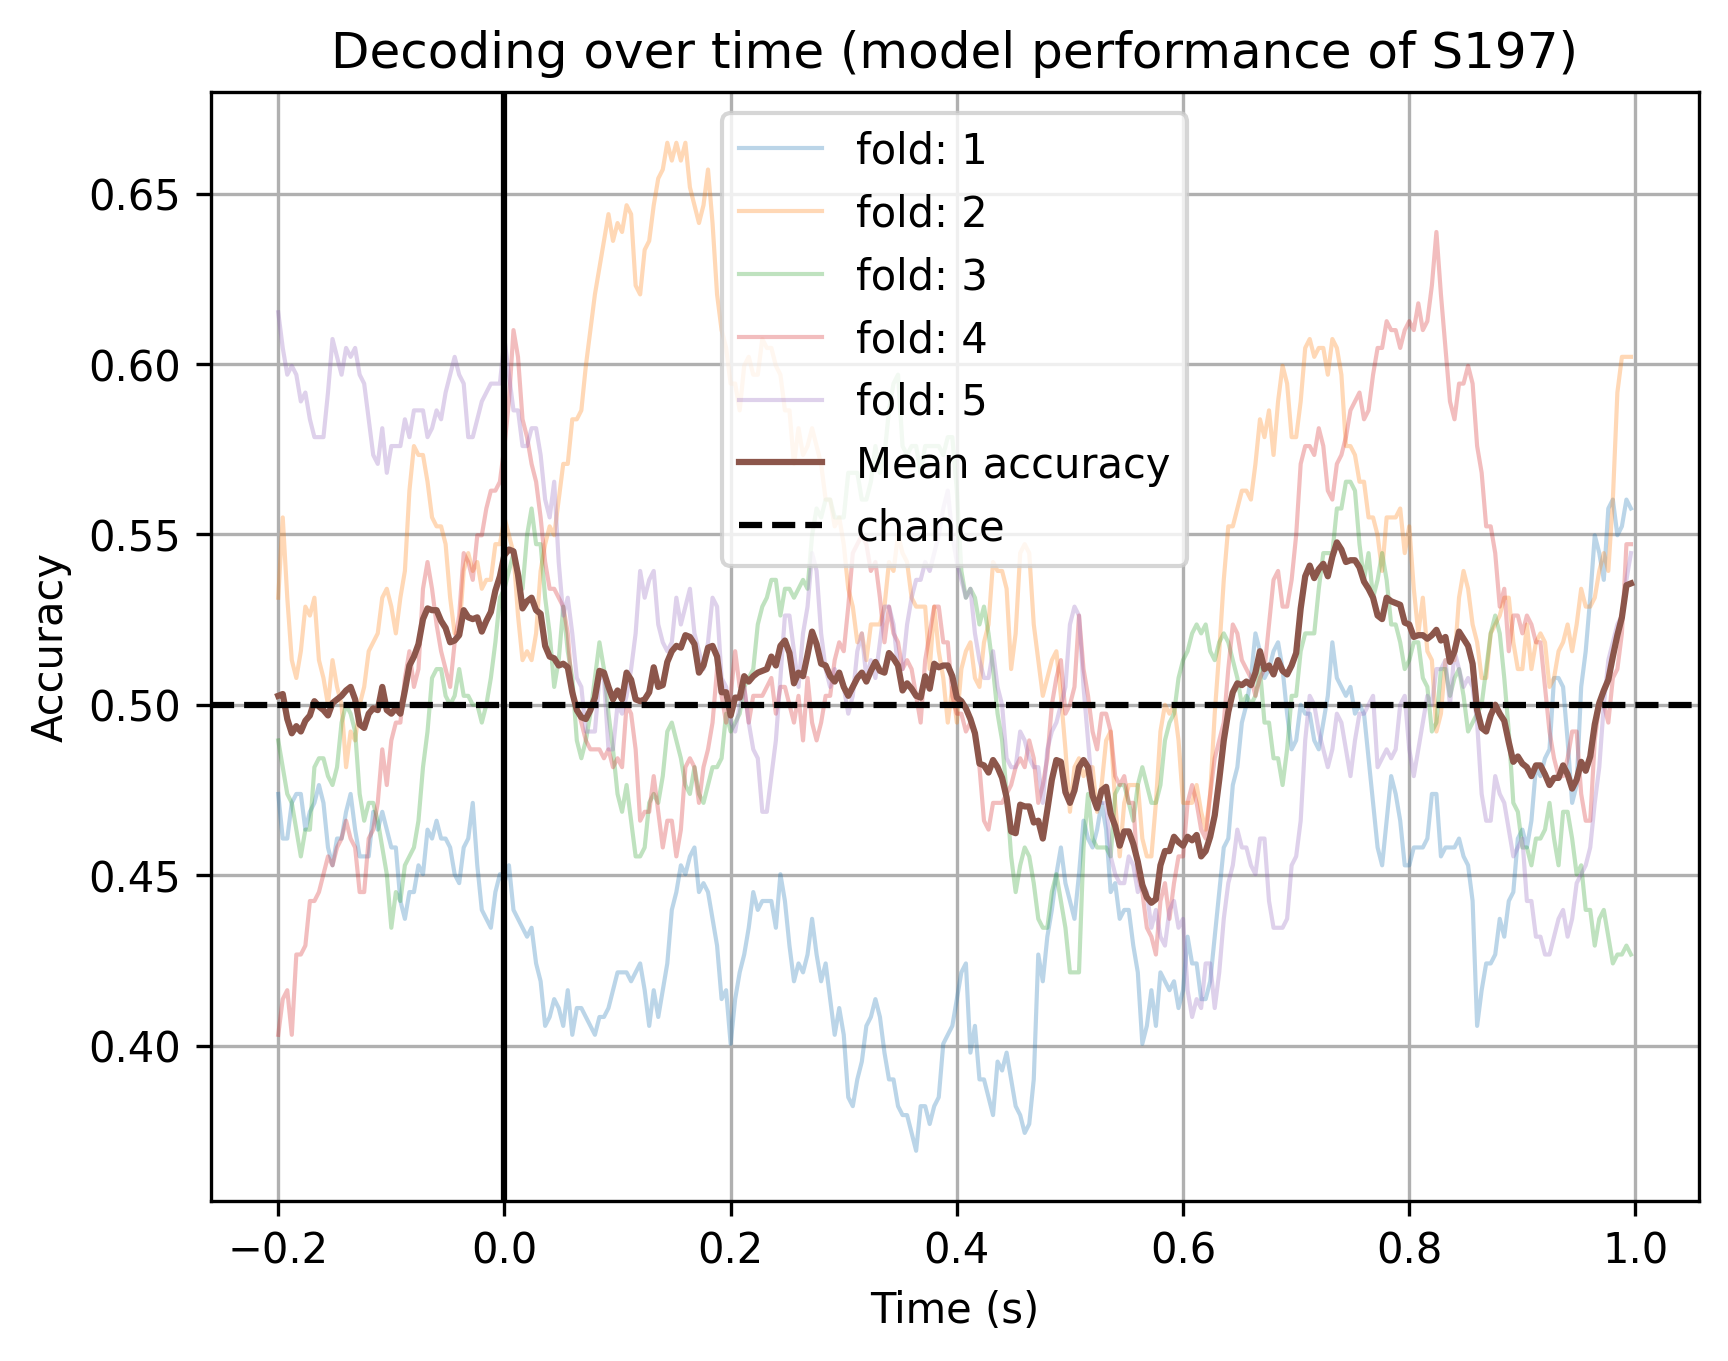 Decoding over time (model performance of S197)
fold: 1
fold: 2
fold: 3
fold: 4
fold: 5
Mean accuracy
chance
Accuracy
0.65
0.60
0.55
0.50
0.45
0.40
−0.2 0.0 0.2 0.4 0.6 0.8 1.0
Time (s)